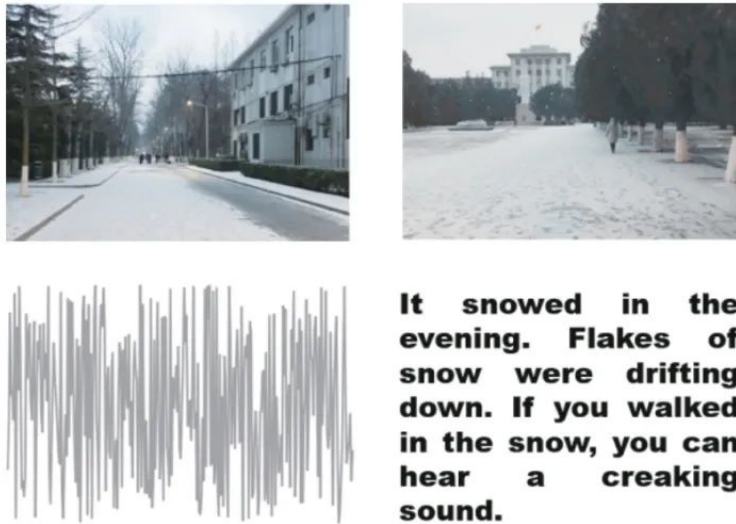 It snowed in the
evening. Flakes of
snow were drifting
down. If you walked
in the snow, you can
hear a creaking
sound.